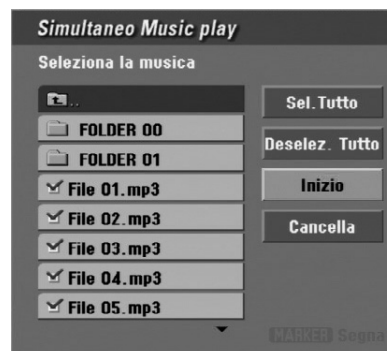 Simultaneo Music play
Seleziona la musica
..
FOLDER 00
FOLDER 01
File 01.mp3
File 02.mp3
File 03.mp3
File 04.mp3
File 05.mp3
Sel.Tutto
Deselez. Tutto
Inizio
Cancella
MARKER Segna